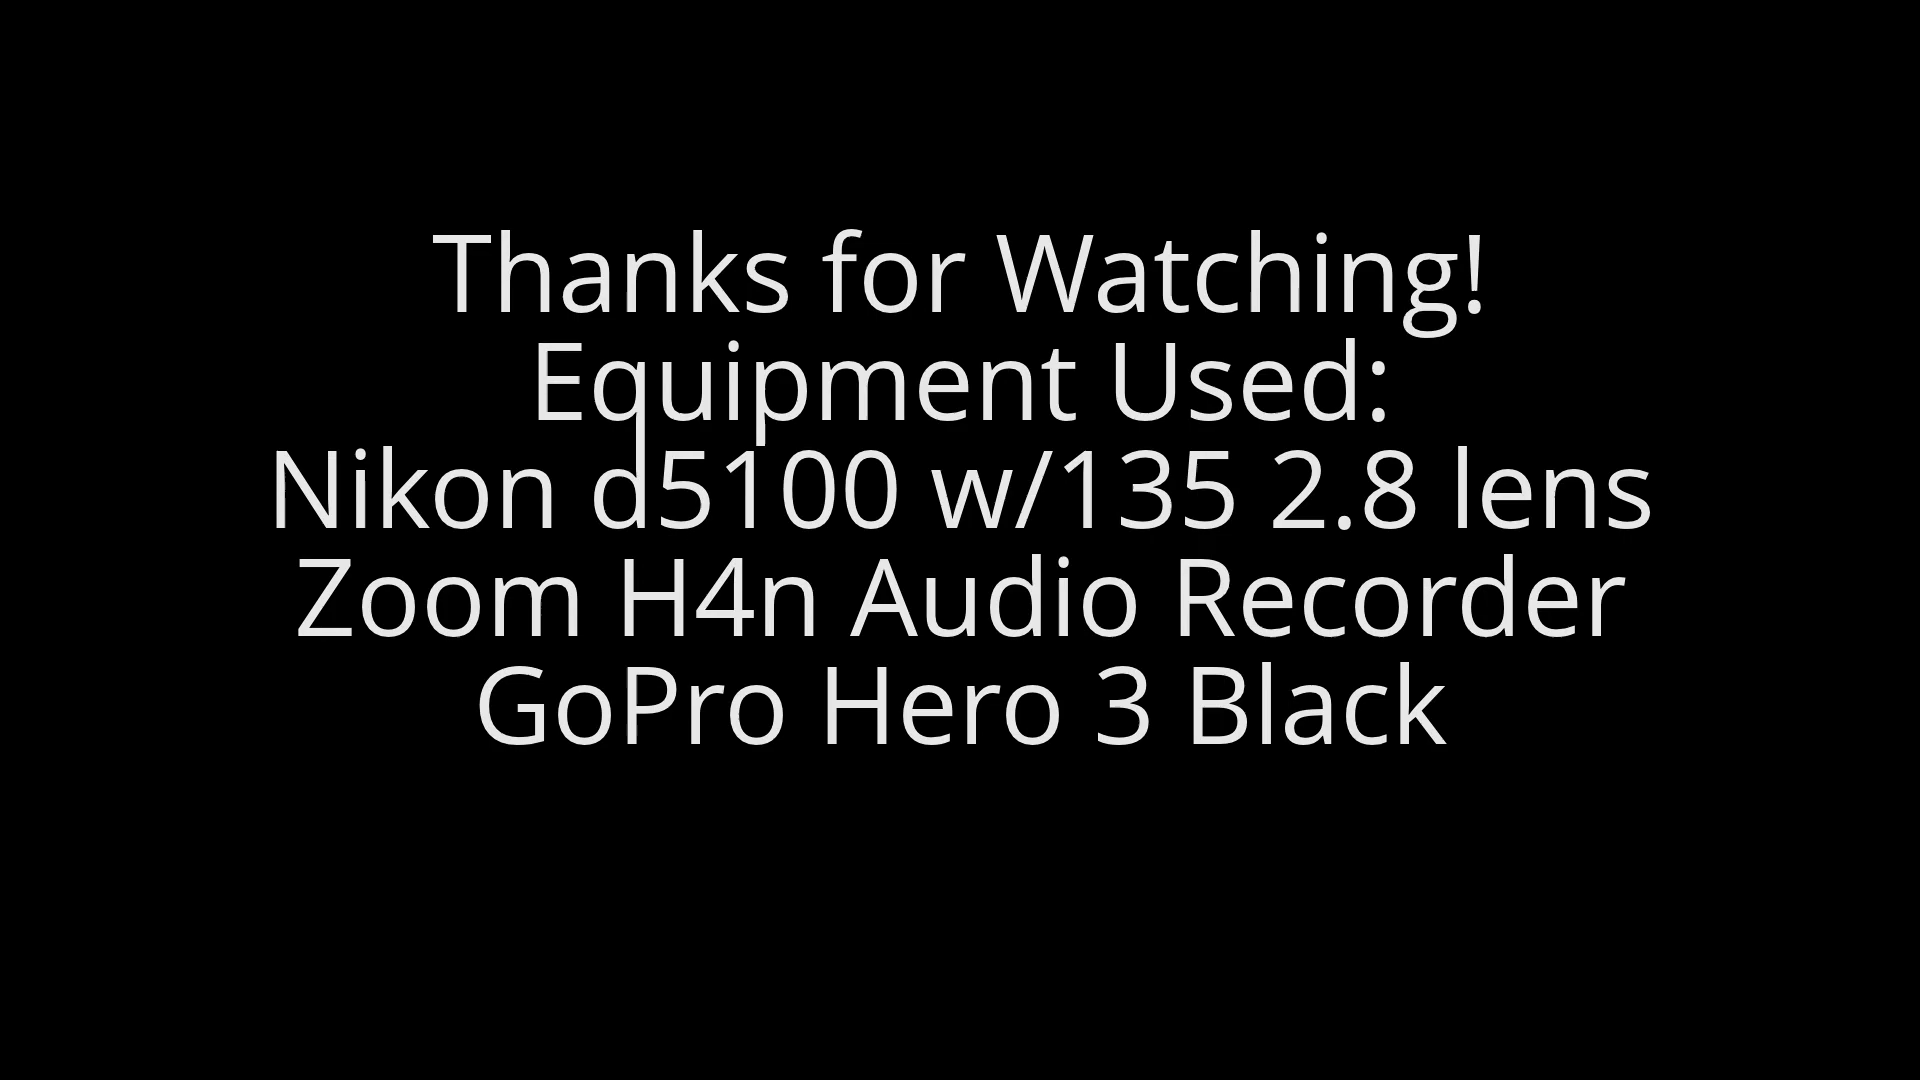 Thanks for Watching!
Equipment Used:
Nikon d5100 w/135 2.8 lens
Zoom H4n Audio Recorder
GoPro Hero 3 Black